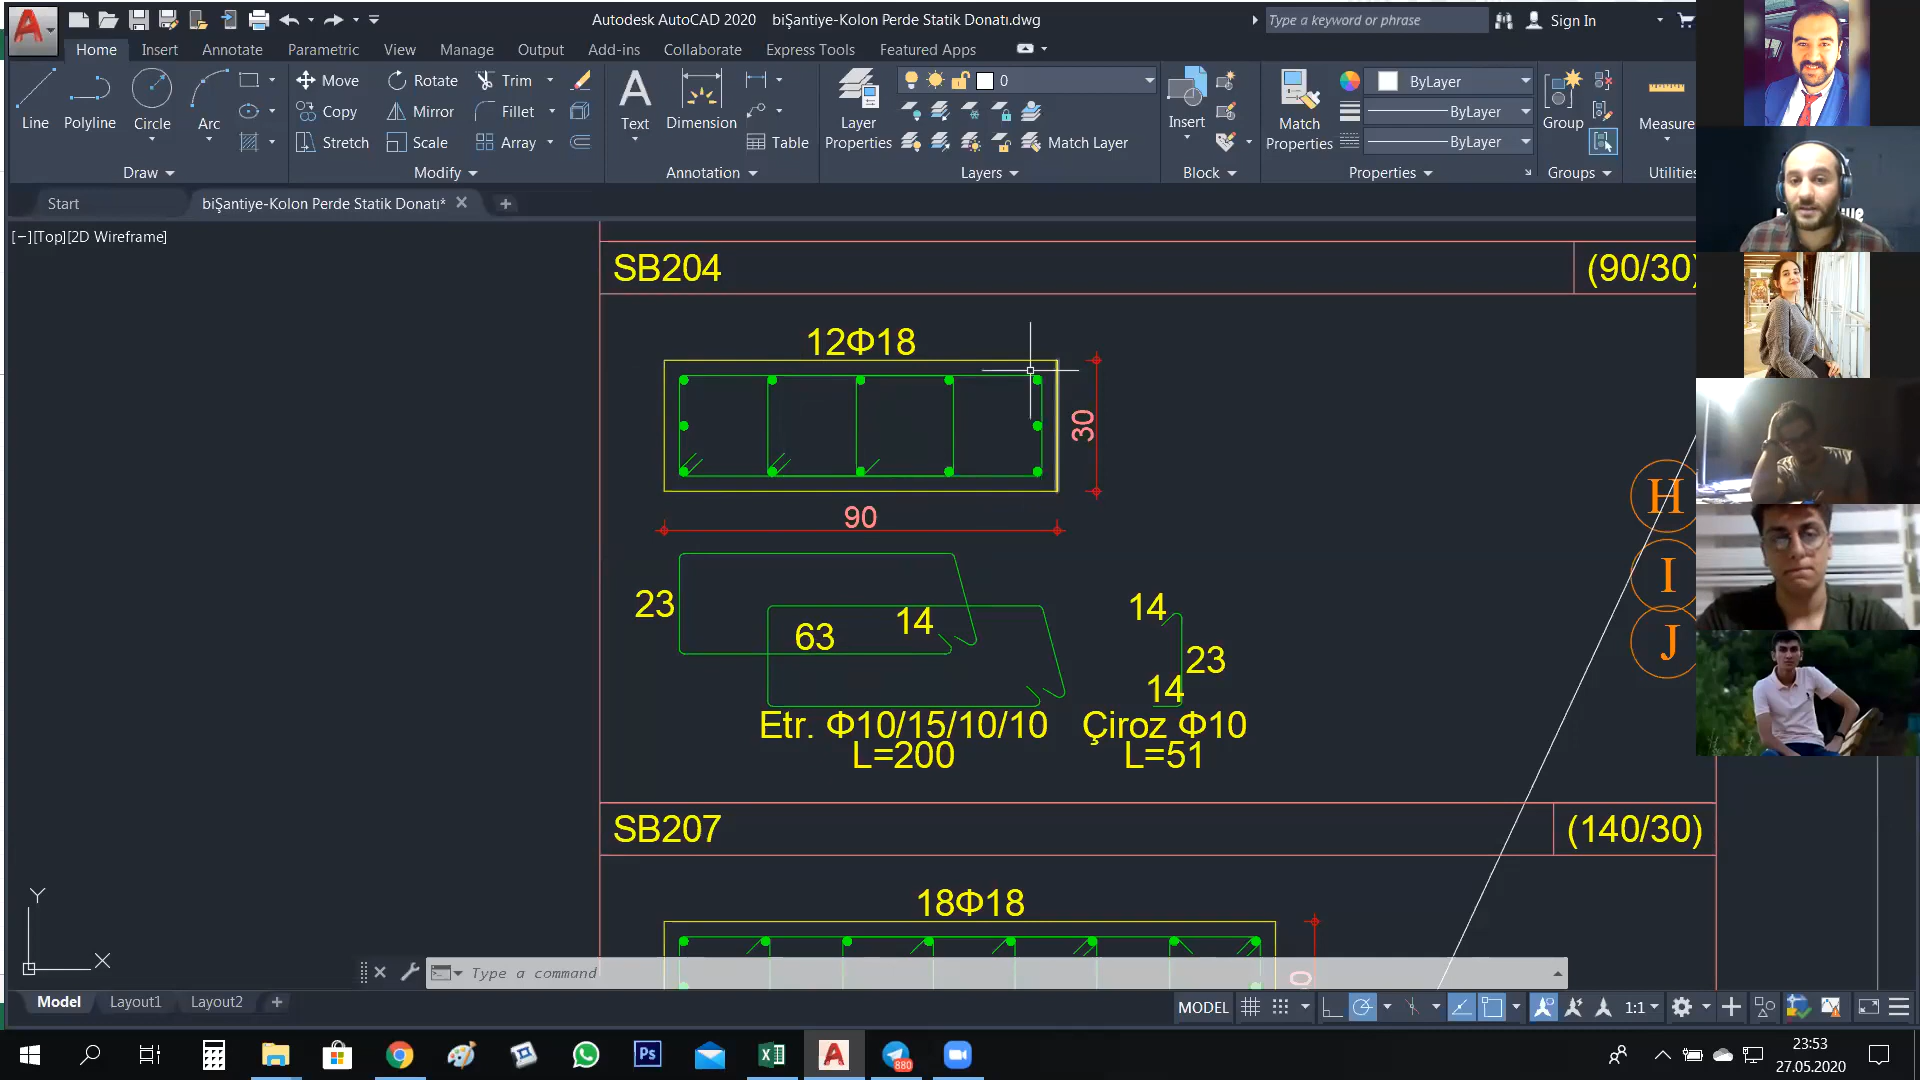 Autodesk AutoCAD 2020 biŞantiye-Kolon Perde Statik Donatı.dwg
Type a keyword or phrase
Sign In
Home Insert Annotate Parametric View Manage Output Add-ins Collaborate Express Tools Featured Apps
Line Polyline Circle Arc
Move Rotate Trim
Copy Mirror Fillet
Stretch Scale Array
Text Dimension Table
Layer Properties
0
Match Layer
Insert
Match Properties
ByLayer
ByLayer
ByLayer
Group
Measure
Draw Modify Annotation Layers Block Properties Groups Utilities
Start biŞantiye-Kolon Perde Statik Donatı*
[−][Top][2D Wireframe]
SB204 (90/30)
12Φ18
30
90
23 63 14
14 23 14
Etr. Φ10/15/10/10
L=200
Çiroz Φ10
L=51
H
I
J
SB207 (140/30)
18Φ18
Y
X
Type a command
Model Layout1 Layout2
MODEL 1:1
Ps
880
23:53
27.05.2020